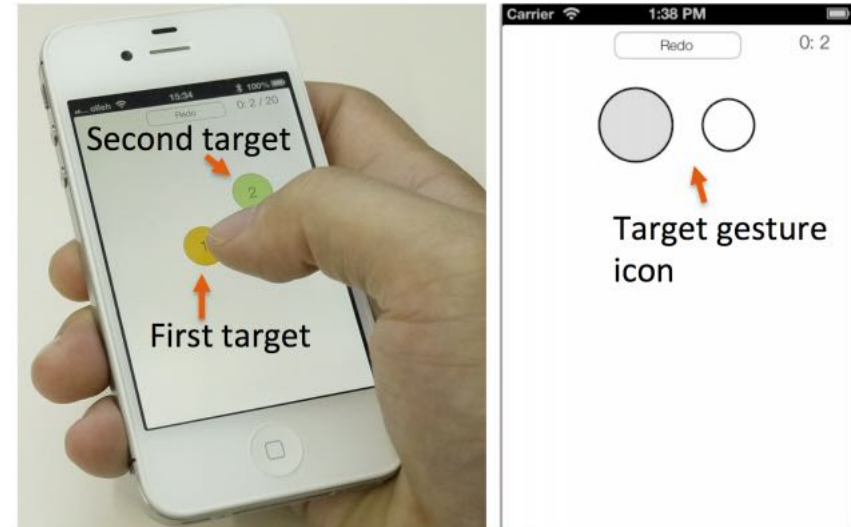 olleh 15:34 100%
Redo 0: 2 / 20
Second target
2
1
First target
Carrier 1:38 PM
Redo 0: 2
Target gesture
icon